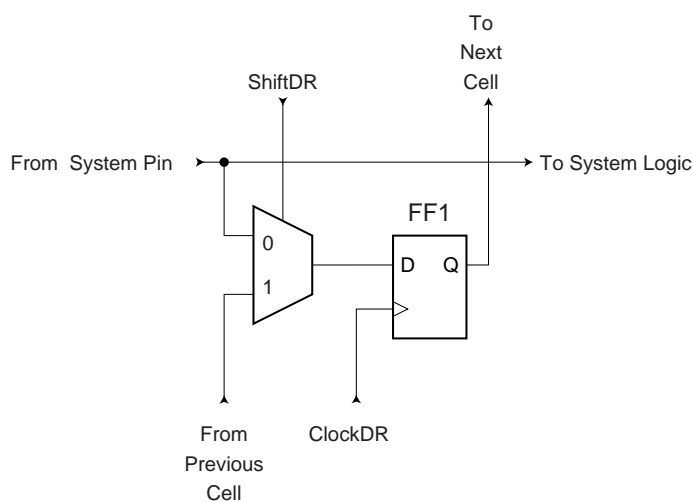 To
Next
Cell
ShiftDR
From System Pin
To System Logic
FF1
0
D Q
1
From
Previous
Cell
ClockDR